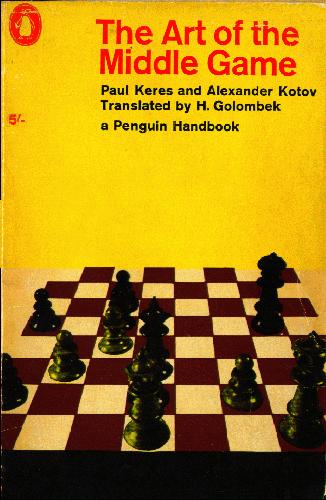 The Art of the
Middle Game
Paul Keres and Alexander Kotov
Translated by H. Golombek
a Penguin Handbook
5/-